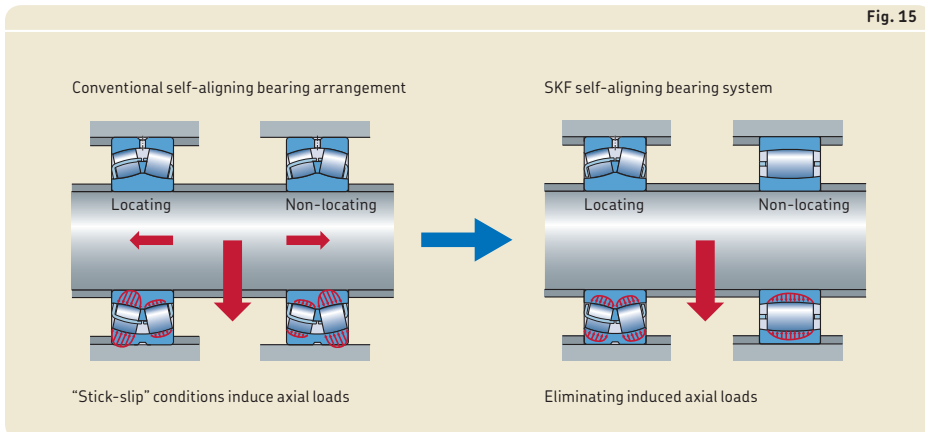 Fig. 15
Conventional self-aligning bearing arrangement
SKF self-aligning bearing system
Locating
Non-locating
Locating
Non-locating
“Stick-slip” conditions induce axial loads
Eliminating induced axial loads